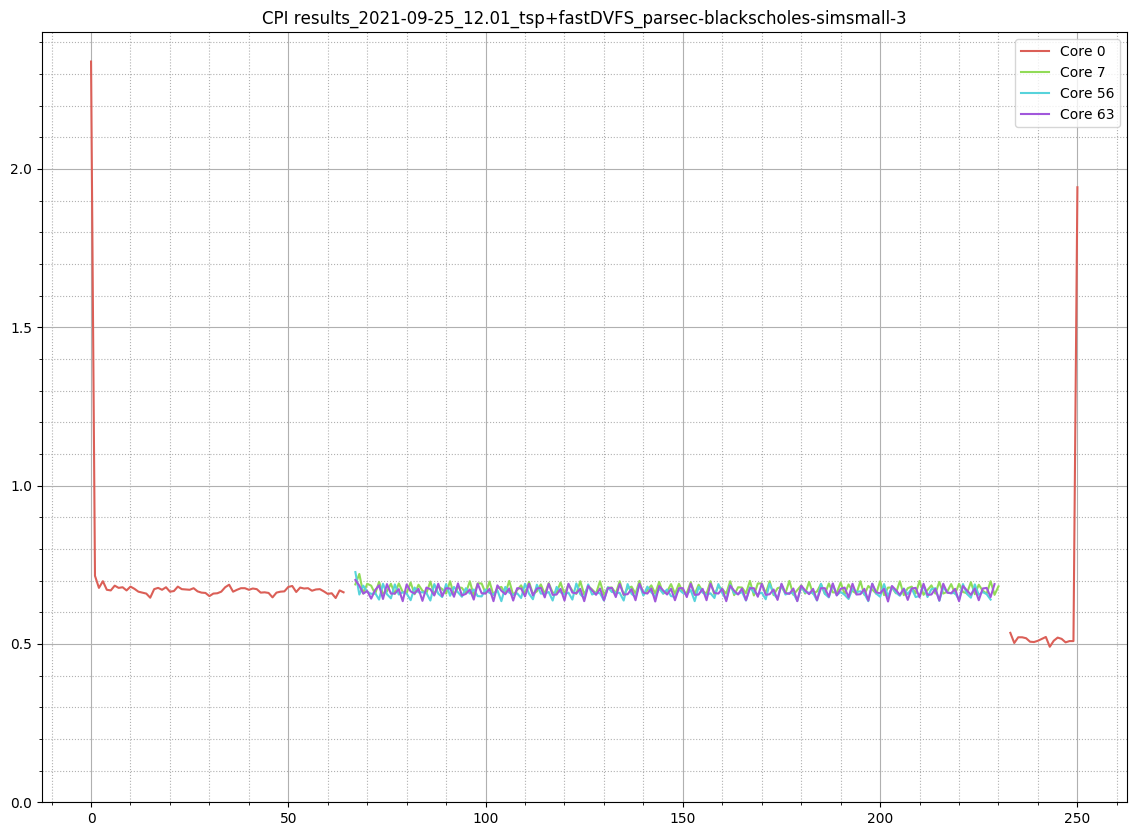 CPI results_2021-09-25_12.01_tsp+fastDVFS_parsec-blackscholes-simsmall-3
Core 0
Core 7
Core 56
Core 63
2.0
1.5
1.0
0.5
0.0
0 50 100 150 200 250